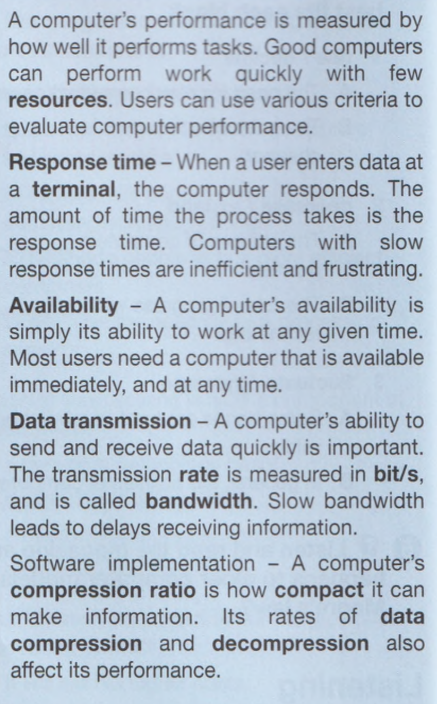 A computer's performance is measured by
how well it performs tasks. Good computers
can perform work quickly with few
resources. Users can use various criteria to
evaluate computer performance.
Response time – When a user enters data at
a terminal, the computer responds. The
amount of time the process takes is the
response time. Computers with slow
response times are inefficient and frustrating.
Availability – A computer's availability is
simply its ability to work at any given time.
Most users need a computer that is available
immediately, and at any time.
Data transmission – A computer's ability to
send and receive data quickly is important.
The transmission rate is measured in bit/s,
and is called bandwidth. Slow bandwidth
leads to delays receiving information.
Software implementation – A computer's
compression ratio is how compact it can
make information. Its rates of data
compression and decompression also
affect its performance.